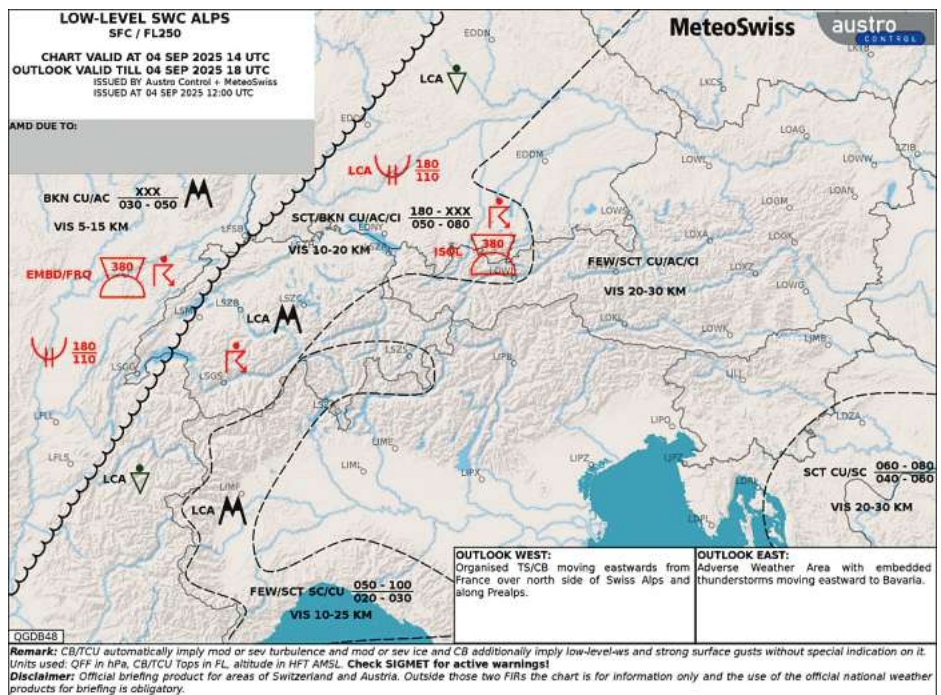 LOW-LEVEL SWC ALPS
SFC / FL250
CHART VALID AT 04 SEP 2025 14 UTC
OUTLOOK VALID TILL 04 SEP 2025 18 UTC
ISSUED BY Austro Control + MeteoSwiss
ISSUED AT 04 SEP 2025 12:00 UTC
AMD DUE TO:
MeteoSwiss
austro
CONTROL
EDDN
LKTB
LCA
LKCS
LOAG
LZIB
EDDM
LOWL
LOWW
LCA
180
110
BKN CU/AC
XXX
030 - 050
VIS 5-15 KM
LOAN
LOGM
LOWS
SCT/BKN CU/AC/CI
180 - XXX
050 - 080
LSFB
EDNY
LOXA
LOGK
VIS 10-20 KM
ISOL
380
FEW/SCT CU/AC/CI
LOXZ
EMBD/FRQ
380
VIS 20-30 KM
LOWG
LSZB
LSZC
LCA
LOKL
LOWK
LIMB
180
110
LSZS
LIPB
LSGG
LSGS
LJLJ
LFLL
LIPO
LDZA
LIME
LFLS
LIML
LIPX
LIPZ
LCA
SCT CU/SC
060 - 080
040 - 060
LIMF
LCA
VIS 20-30 KM
LDPL
FEW/SCT SC/CU
050 - 100
020 - 030
VIS 10-25 KM
OUTLOOK WEST:
Organised TS/CB moving eastwards from
France over north side of Swiss Alps and
along Prealps.
OUTLOOK EAST:
Adverse Weather Area with embedded
thunderstorms moving eastward to Bavaria.
QGDB48
Remark: CB/TCU automatically imply mod or sev turbulence and mod or sev ice and CB additionally imply low-level-ws and strong surface gusts without special indication on it.
Units used: QFF in hPa, CB/TCU Tops in FL, altitude in HFT AMSL. Check SIGMET for active warnings!
Disclaimer: Official briefing product for areas of Switzerland and Austria. Outside those two FIRs the chart is for information only and the use of the official national weather
products for briefing is obligatory.